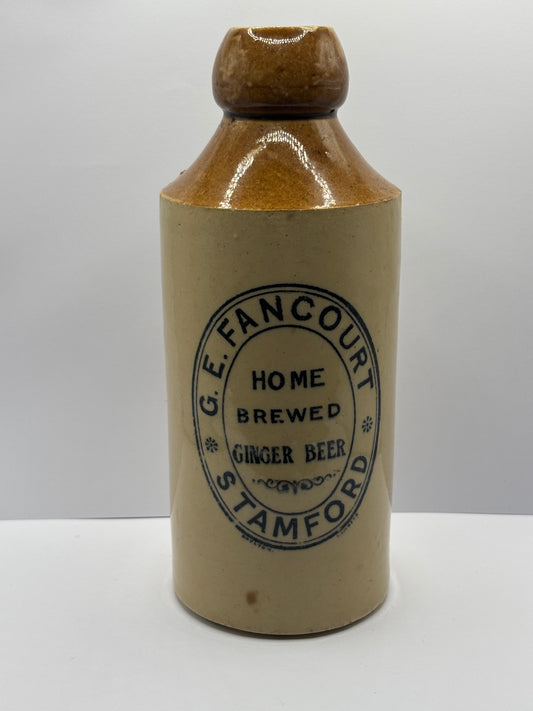 G. E. FANCOURT
HOME
BREWED
GINGER BEER
STAMFORD